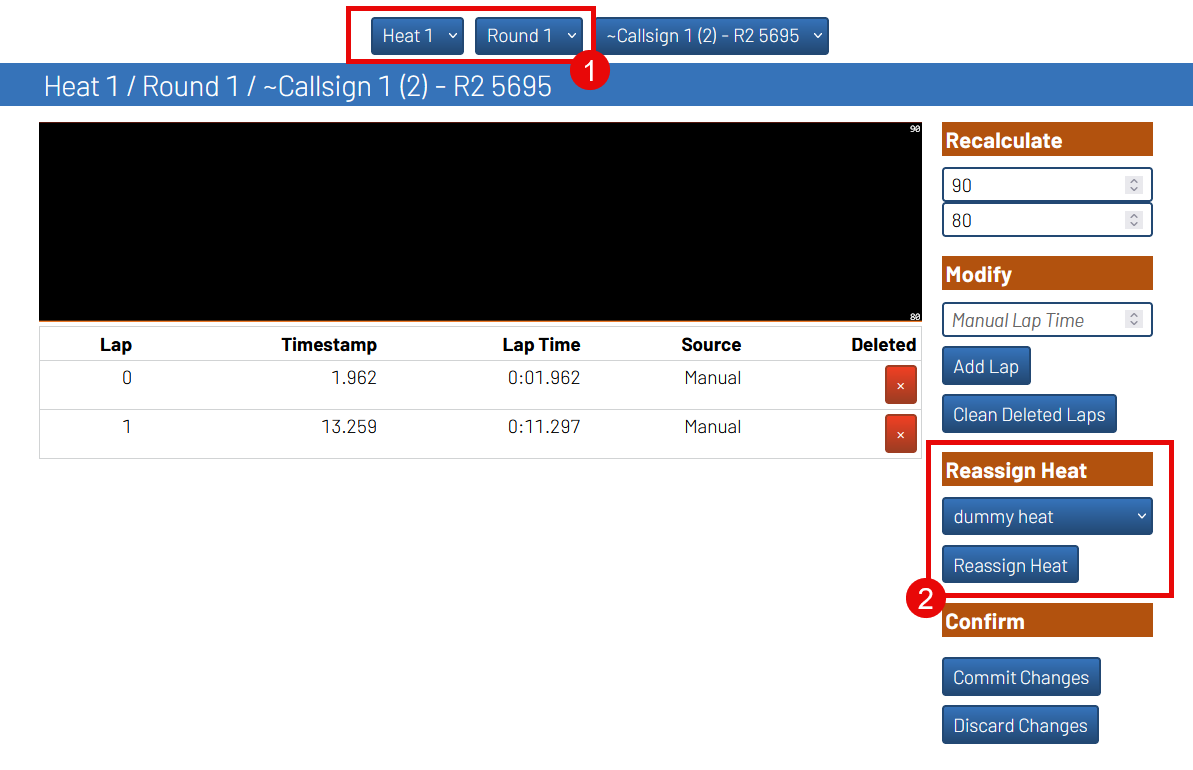 Heat 1 Round 1 ~Callsign 1 (2) - R2 5695
1
Heat 1 / Round 1 / ~Callsign 1 (2) - R2 5695
90
80
Lap Timestamp Lap Time Source Deleted
0 1.962 0:01.962 Manual ×
1 13.259 0:11.297 Manual ×
Recalculate
90
80
Modify
Manual Lap Time
Add Lap
Clean Deleted Laps
Reassign Heat
dummy heat
Reassign Heat
2
Confirm
Commit Changes
Discard Changes